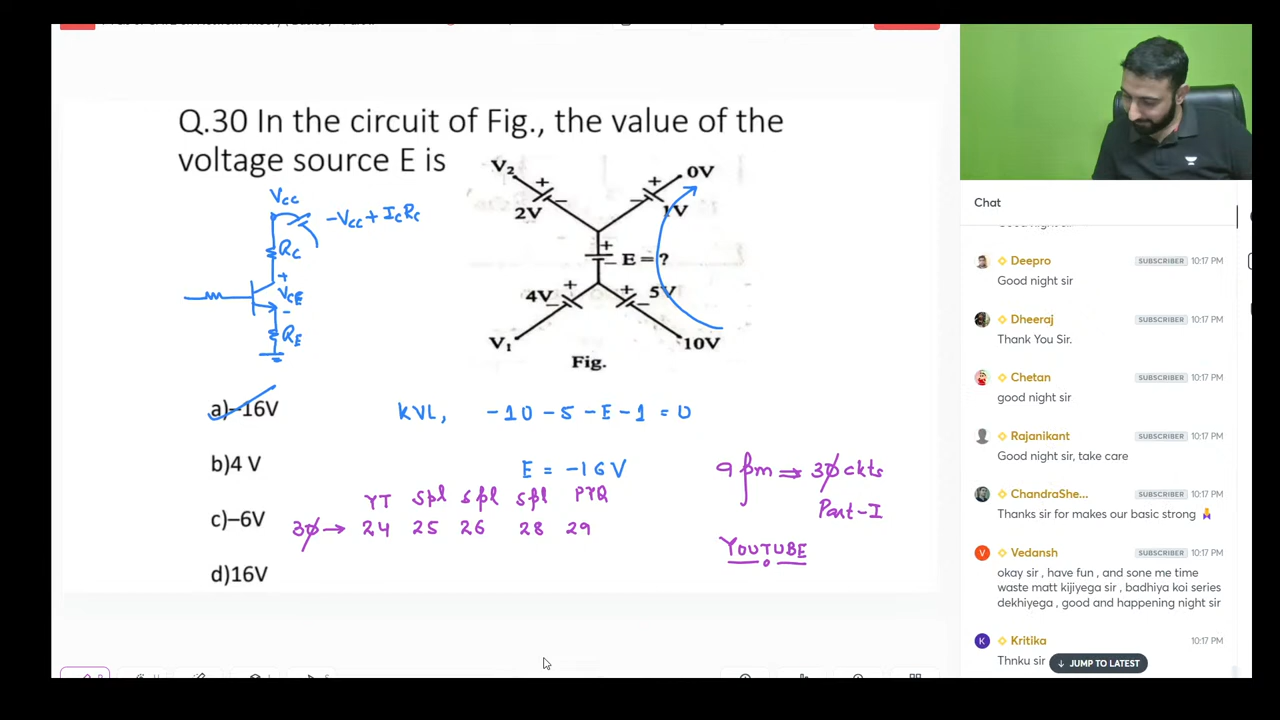 Q.30 In the circuit of Fig., the value of the
voltage source E is
V₂
+
−
2V
+
−
0V
1V
+
−
E = ?
4V
+
−
+
5V
−
V₁
10V
Fig.
VCC
−VCC + ICRC
RC
+
VCE
−
RE
a)–16V
b)4 V
c)–6V
d)16V
KVL, −10 − 5 − E − 1 = 0
E = −16V
YT Spl Spl Spl PYQ
30 → 24 25 26 28 29
9 pm ⇒ 3φ ckts
Part-I
YOUTUBE
Chat
Deepro SUBSCRIBER 10:17 PM
Good night sir
Dheeraj SUBSCRIBER 10:17 PM
Thank You Sir.
Chetan SUBSCRIBER 10:17 PM
good night sir
Rajanikant SUBSCRIBER 10:17 PM
Good night sir, take care
ChandraShe... SUBSCRIBER 10:17 PM
Thanks sir for makes our basic strong
V
Vedansh SUBSCRIBER 10:17 PM
okay sir , have fun , and sone me time
waste matt kijiyega sir , badhiya koi series
dekhiyega , good and happening night sir
K
Kritika 10:17 PM
Thnku sir
↓ JUMP TO LATEST